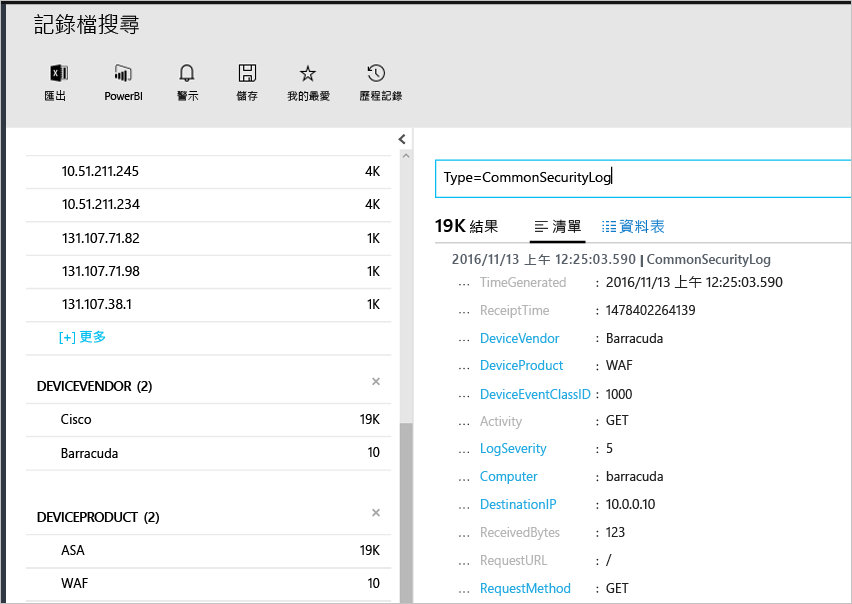 記錄檔搜尋
匯出 PowerBI 警示 儲存 我的最愛 歷程記錄
10.51.211.245 4K
10.51.211.234 4K
131.107.71.82 1K
131.107.71.98 1K
131.107.38.1 1K
[+] 更多
DEVICEVENDOR (2)
Cisco 19K
Barracuda 10
DEVICEPRODUCT (2)
ASA 19K
WAF 10
Type=CommonSecurityLog
19K 結果 清單 資料表
2016/11/13 上午 12:25:03.590 | CommonSecurityLog
... TimeGenerated : 2016/11/13 上午 12:25:03.590
... ReceiptTime : 1478402264139
... DeviceVendor : Barracuda
... DeviceProduct : WAF
... DeviceEventClassID : 1000
... Activity : GET
... LogSeverity : 5
... Computer : barracuda
... DestinationIP : 10.0.0.10
... ReceivedBytes : 123
... RequestURL : /
... RequestMethod : GET